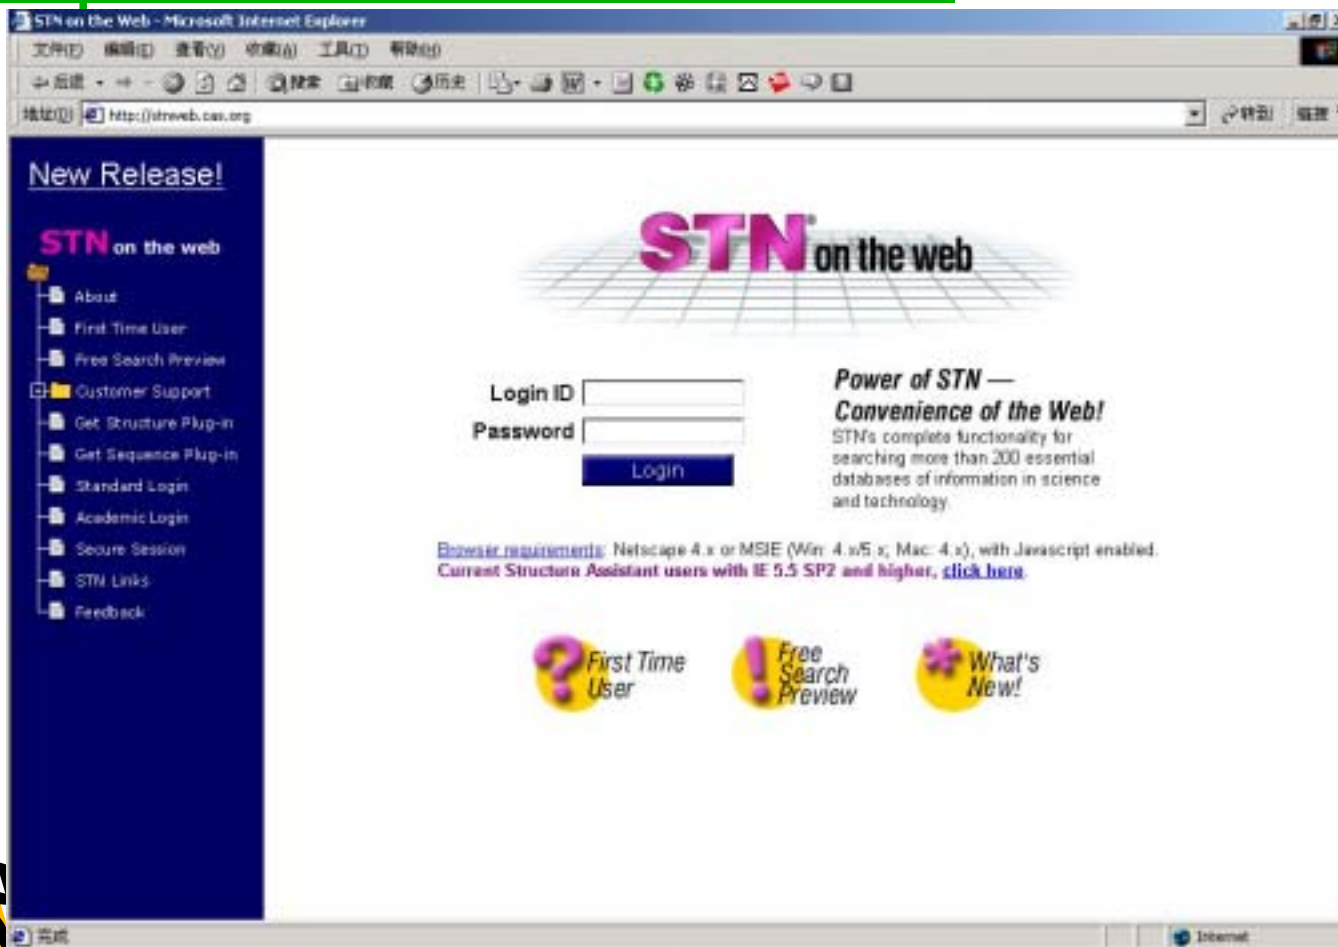 STN on the Web - Microsoft Internet Explorer
文件(F) 编辑(E) 查看(V) 收藏(A) 工具(T) 帮助(H)
后退 搜索 收藏 历史
地址(D) http://stnweb.cas.org 转到 链接
New Release!
STN on the web
About
First Time User
Free Search Preview
Customer Support
Get Structure Plug-in
Get Sequence Plug-in
Standard Login
Academic Login
Secure Session
STN Links
Feedback
STN® on the web
Login ID
Password
Login
Power of STN —
Convenience of the Web!
STN's complete functionality for
searching more than 200 essential
databases of information in science
and technology.
Browser requirements: Netscape 4.x or MSIE (Win: 4.x/5.x; Mac: 4.x), with Javascript enabled.
Current Structure Assistant users with IE 5.5 SP2 and higher, click here.
First Time
User
Free
Search
Preview
What's
New!
完成 Internet